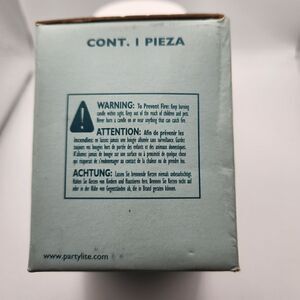 CONT. 1 PIEZA
WARNING: To Prevent Fire: Keep burning
candle within sight. Keep out of the reach of children and pets.
Never burn a candle on or near anything that can catch fire.
ATTENTION: Afin de prévenir les
incendies, ne laissez jamais une bougie allumée sans surveillance. Gardez
toujours les bougies hors de portée des enfants et des animaux domestiques.
N'allumez jamais de bougie sur une surface ou à proximité de quelque chose
qui risquerait de s'endommager au contact de la chaleur ou de prendre feu.
ACHTUNG: Lassen Sie brennende Kerzen niemals unbeaufsichtigt.
Halten Sie Kerzen von Kindern und Haustieren fern. Brennen Sie Kerzen nicht
in der Nähe von Gegenständen ab, die in Brand geraten können.
www.partylite.com